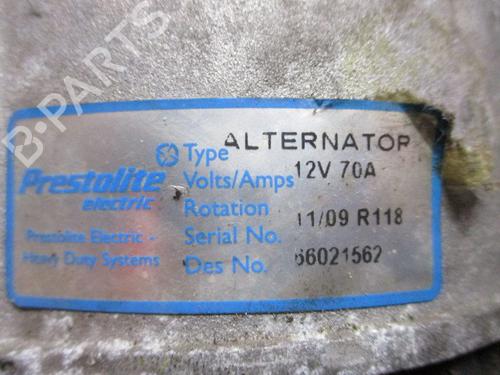 B-PARTS
ALTERNATOR
Type
12V 70A
Prestolite
Volts/Amps
electric
Rotation
11/09 R118
Prestolite Electric -
Serial No.
Heavy Duty Systems
Des No.
66021562